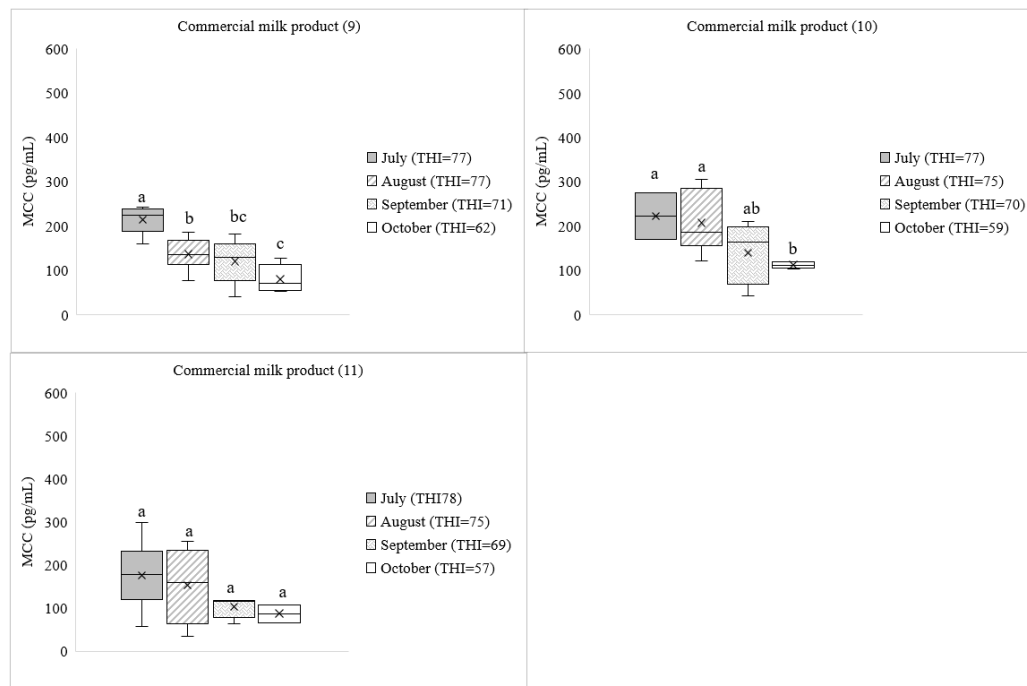 Commercial milk product (9)
600
500
400
300
200
100
0
MCC (pg/mL)
a
b
bc
c
July (THI=77)
August (THI=77)
September (THI=71)
October (THI=62)
Commercial milk product (10)
600
500
400
300
200
100
0
MCC (pg/mL)
a
a
ab
b
July (THI=77)
August (THI=75)
September (THI=70)
October (THI=59)
Commercial milk product (11)
600
500
400
300
200
100
0
MCC (pg/mL)
a
a
a
a
July (THI78)
August (THI=75)
September (THI=69)
October (THI=57)